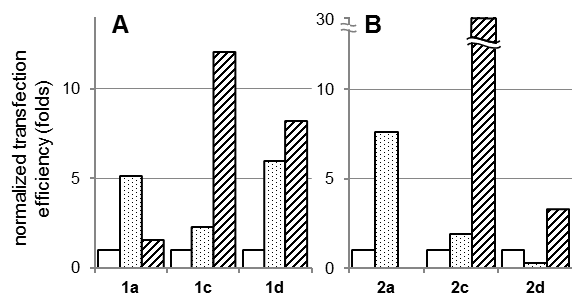 A
B
normalized transfection
efficiency (folds)
10
5
0
30
10
5
0
1a 1c 1d
2a 2c 2d